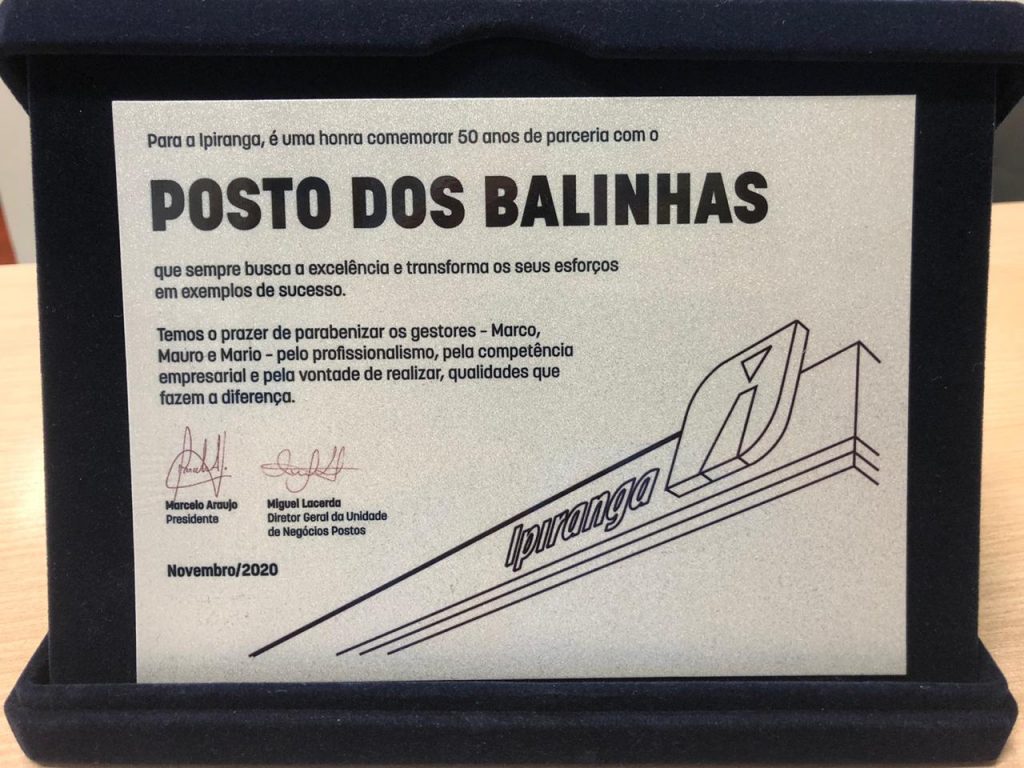 Para a Ipiranga, é uma honra comemorar 50 anos de parceria com o
POSTO DOS BALINHAS
que sempre busca a excelência e transforma os seus esforços
em exemplos de sucesso.
Temos o prazer de parabenizar os gestores - Marco,
Mauro e Mario - pelo profissionalismo, pela competência
empresarial e pela vontade de realizar, qualidades que
fazem a diferença.
Marcelo Araujo
Presidente
Miguel Lacerda
Diretor Geral da Unidade
de Negócios Postos
Novembro/2020
Ipiranga